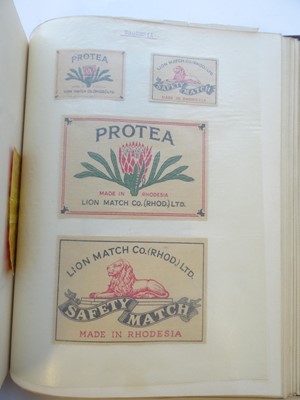 PROTEA
LION MATCH CO. (RHOD) LTD.
LION MATCH CO. (RHOD.) LTD.
SAFETY MATCH
PROTEA
MADE IN RHODESIA
LION MATCH CO. (RHOD.) LTD.
LION MATCH CO. (RHOD.) LTD.
SAFETY MATCH
MADE IN RHODESIA